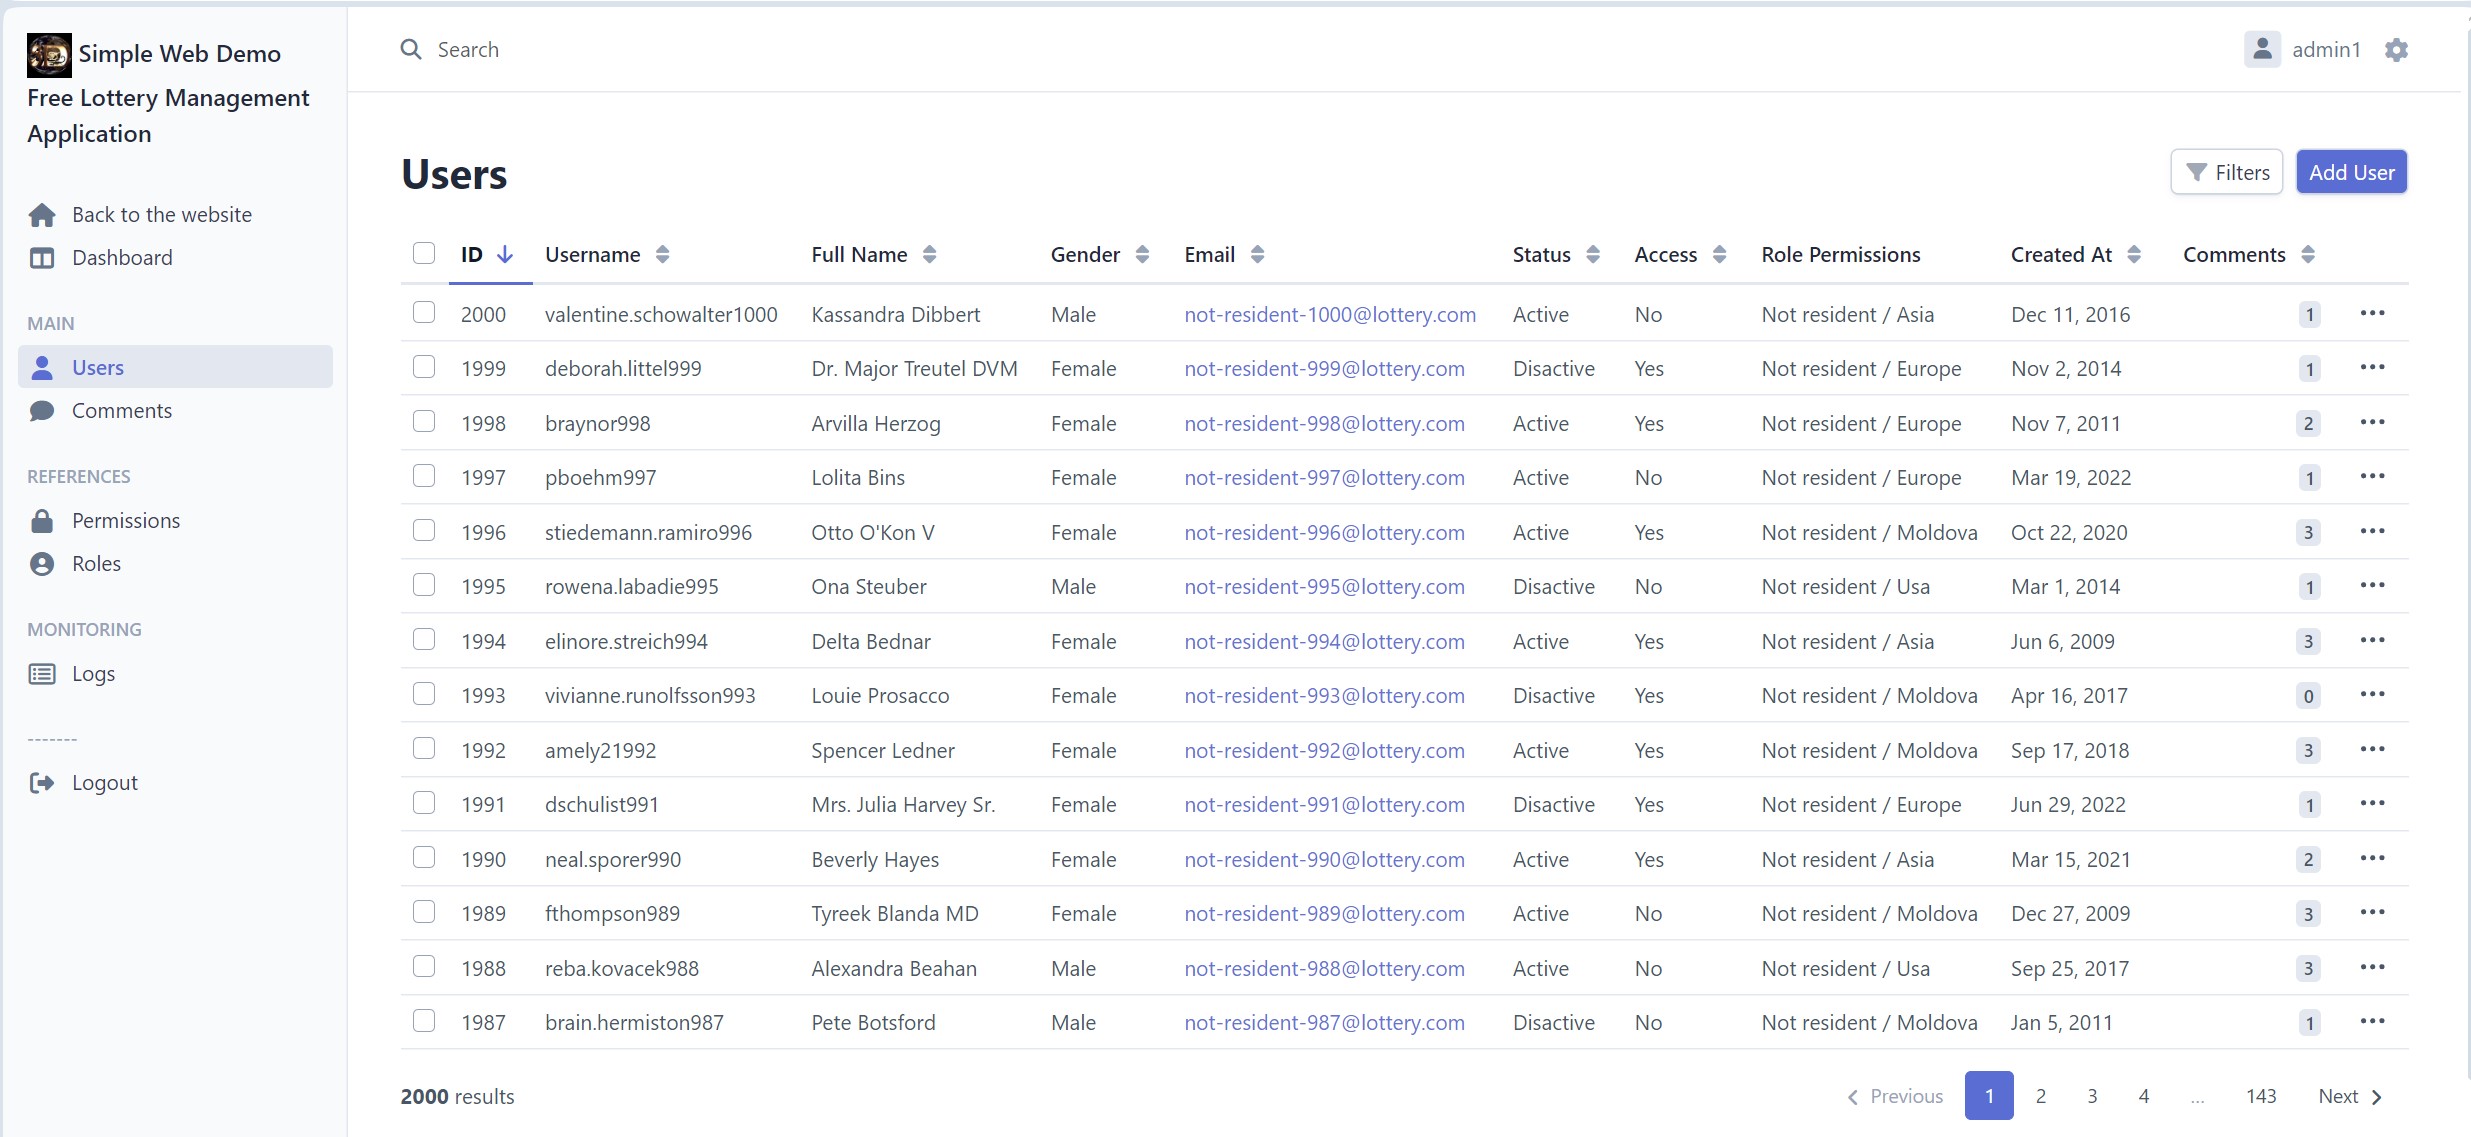 Simple Web Demo
Free Lottery Management
Application
Back to the website
Dashboard
MAIN
Users
Comments
REFERENCES
Permissions
Roles
MONITORING
Logs
-------
Logout
Search
admin1
Users
Filters
Add User
ID Username Full Name Gender Email Status Access Role Permissions Created At Comments
2000 valentine.schowalter1000 Kassandra Dibbert Male not-resident-1000@lottery.com Active No Not resident / Asia Dec 11, 2016 1 ...
1999 deborah.littel999 Dr. Major Treutel DVM Female not-resident-999@lottery.com Disactive Yes Not resident / Europe Nov 2, 2014 1 ...
1998 braynor998 Arvilla Herzog Female not-resident-998@lottery.com Active Yes Not resident / Europe Nov 7, 2011 2 ...
1997 pboehm997 Lolita Bins Female not-resident-997@lottery.com Active No Not resident / Europe Mar 19, 2022 1 ...
1996 stiedemann.ramiro996 Otto O'Kon V Female not-resident-996@lottery.com Active Yes Not resident / Moldova Oct 22, 2020 3 ...
1995 rowena.labadie995 Ona Steuber Male not-resident-995@lottery.com Disactive No Not resident / Usa Mar 1, 2014 1 ...
1994 elinore.streich994 Delta Bednar Female not-resident-994@lottery.com Active Yes Not resident / Asia Jun 6, 2009 3 ...
1993 vivianne.runolfsson993 Louie Prosacco Female not-resident-993@lottery.com Disactive Yes Not resident / Moldova Apr 16, 2017 0 ...
1992 amely21992 Spencer Ledner Female not-resident-992@lottery.com Active Yes Not resident / Moldova Sep 17, 2018 3 ...
1991 dschulist991 Mrs. Julia Harvey Sr. Female not-resident-991@lottery.com Disactive Yes Not resident / Europe Jun 29, 2022 1 ...
1990 neal.sporer990 Beverly Hayes Female not-resident-990@lottery.com Active Yes Not resident / Asia Mar 15, 2021 2 ...
1989 fthompson989 Tyreek Blanda MD Female not-resident-989@lottery.com Active No Not resident / Moldova Dec 27, 2009 3 ...
1988 reba.kovacek988 Alexandra Beahan Male not-resident-988@lottery.com Active No Not resident / Usa Sep 25, 2017 3 ...
1987 brain.hermiston987 Pete Botsford Male not-resident-987@lottery.com Disactive No Not resident / Moldova Jan 5, 2011 1 ...
2000 results
Previous 1 2 3 4 ... 143 Next